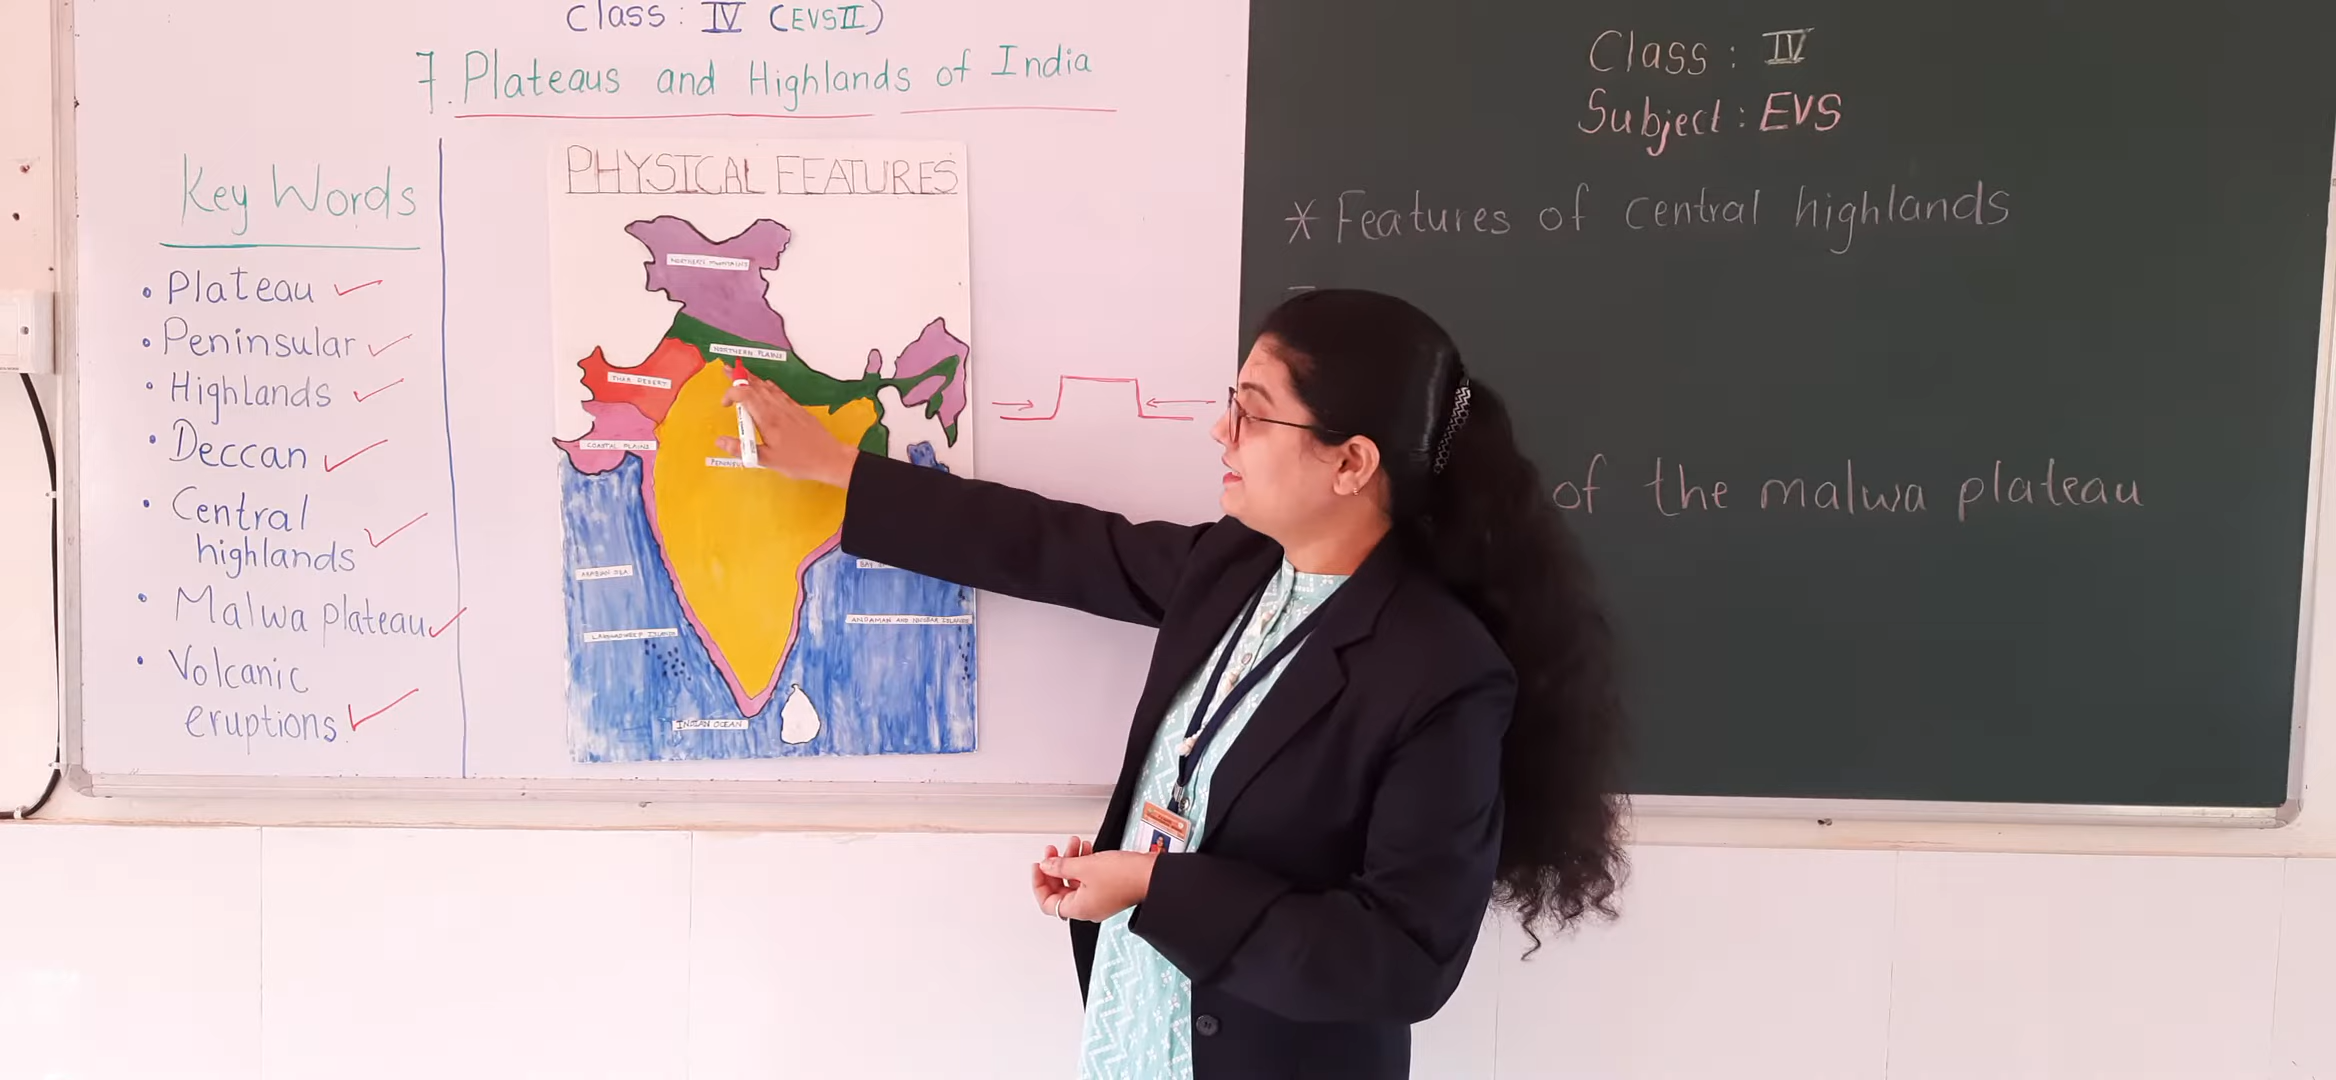 Class : IV (EVSII)
7. Plateaus and Highlands of India
Key Words
• Plateau ✓
• Peninsular ✓
• Highlands ✓
• Deccan ✓
• Central
highlands ✓
• Malwa plateau ✓
• Volcanic
eruptions ✓
PHYSICAL FEATURES
NORTHERN MOUNTAINS
NORTHERN PLAINS
THAR DESERT
COASTAL PLAINS
ARABIAN SEA
LAKSHADWEEP ISLANDS
ANDAMAN AND NICOBAR ISLANDS
INDIAN OCEAN
Class : IV
Subject : EVS
* Features of central highlands
of the malwa plateau